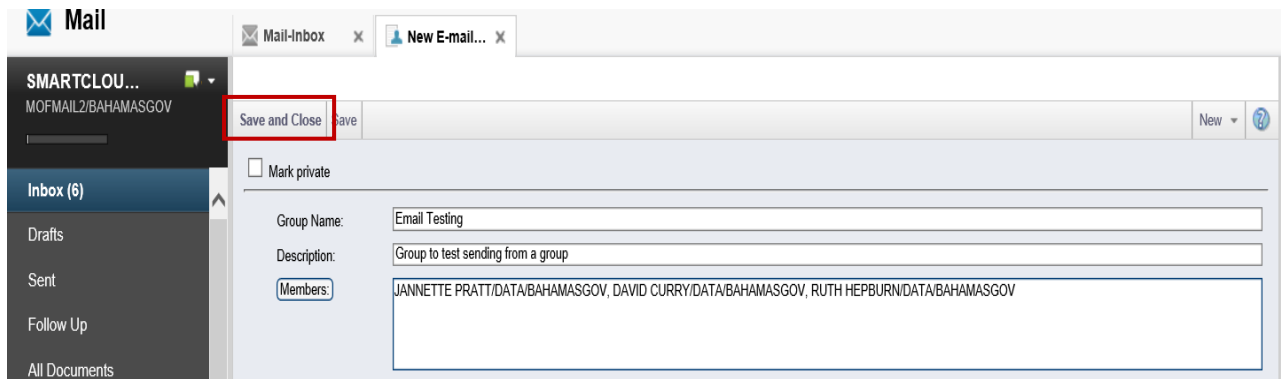 Mail
Mail-Inbox
New E-mail...
SMARTCLOU...
MOFMAIL2/BAHAMASGOV
Save and Close
Save
New
Mark private
Inbox (6)
Group Name:
Email Testing
Drafts
Description:
Group to test sending from a group
Sent
Members:
JANNETTE PRATT/DATA/BAHAMASGOV, DAVID CURRY/DATA/BAHAMASGOV, RUTH HEPBURN/DATA/BAHAMASGOV
Follow Up
All Documents